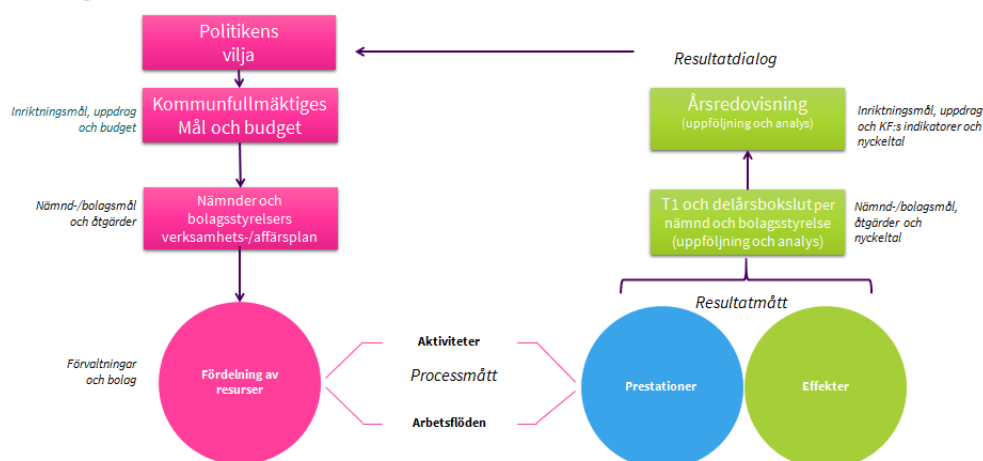 Politikens
vilja
Resultatdialog
Inriktningsmål, uppdrag
och budget
Kommunfullmäktiges
Mål och budget
Årsredovisning
(uppföljning och analys)
Inriktningsmål, uppdrag
och KF:s indikatorer och
nyckeltal
Nämnd-/bolagsmål
och åtgärder
Nämnder och
bolagsstyrelsers
verksamhets-/affärsplan
T1 och delårsbokslut per
nämnd och bolagsstyrelse
(uppföljning och analys)
Nämnd-/bolagsmål,
åtgärder och
nyckeltal
Resultatmått
Förvaltningar
och bolag
Fördelning av
resurser
Aktiviteter
Processmått
Arbetsflöden
Prestationer
Effekter